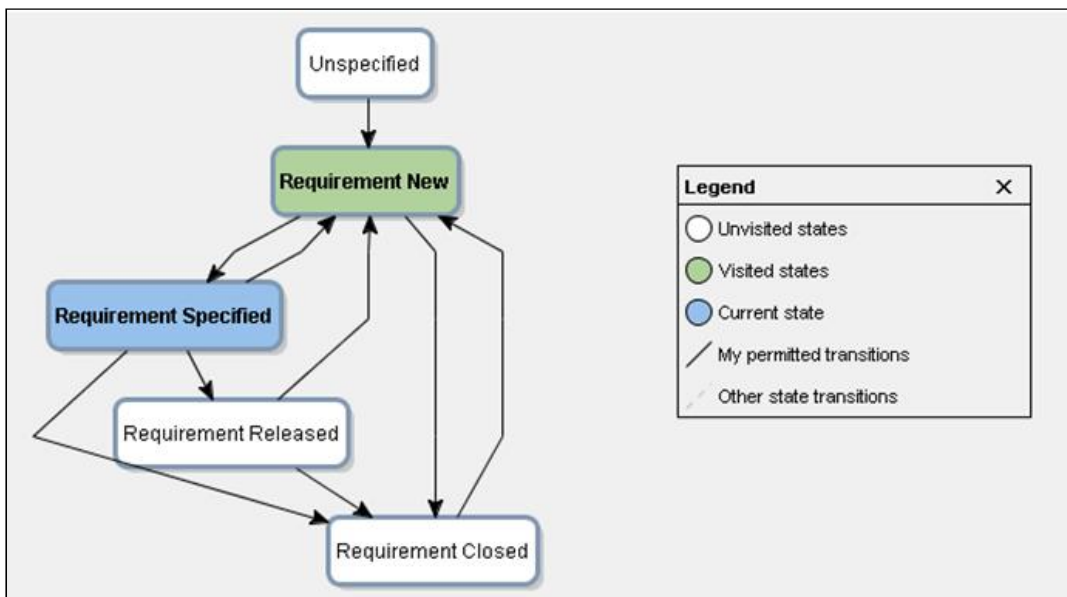 Unspecified
Requirement New
Requirement Specified
Requirement Released
Requirement Closed
Legend
Unvisited states
Visited states
Current state
My permitted transitions
Other state transitions